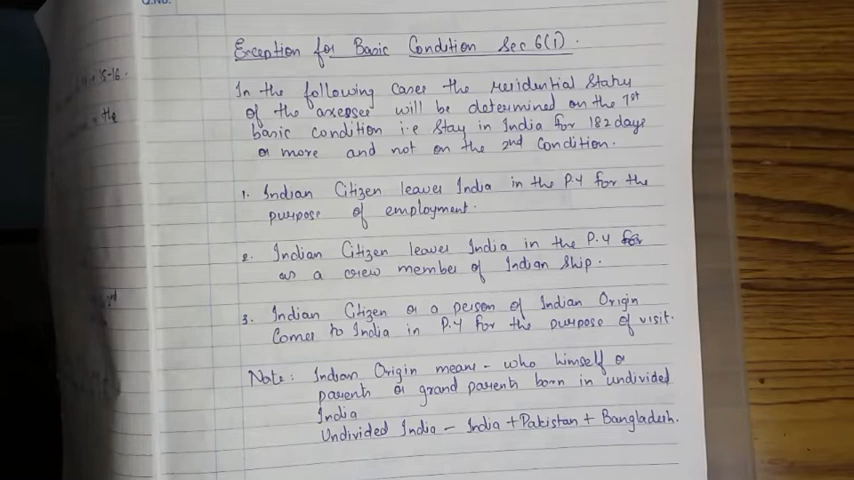 Q.No.
Exception for Basic Condition Sec 6(1).
In the following cases the residential Status
of the assessee will be determined on the 1st
basic condition i.e Stay in India for 182 days
or more and not on the 2nd Condition.
1. Indian Citizen leaves India in the P.Y for the
purpose of employment.
2. Indian Citizen leaves India in the P.Y for
as a crew member of Indian Ship.
3. Indian Citizen or a person of Indian Origin
Comes to India in P.Y for the purpose of visit.
Note: Indian Origin means - who himself or
parents or grand parents born in undivided
India
Undivided India - India + Pakistan + Bangladesh.
15-16.
the